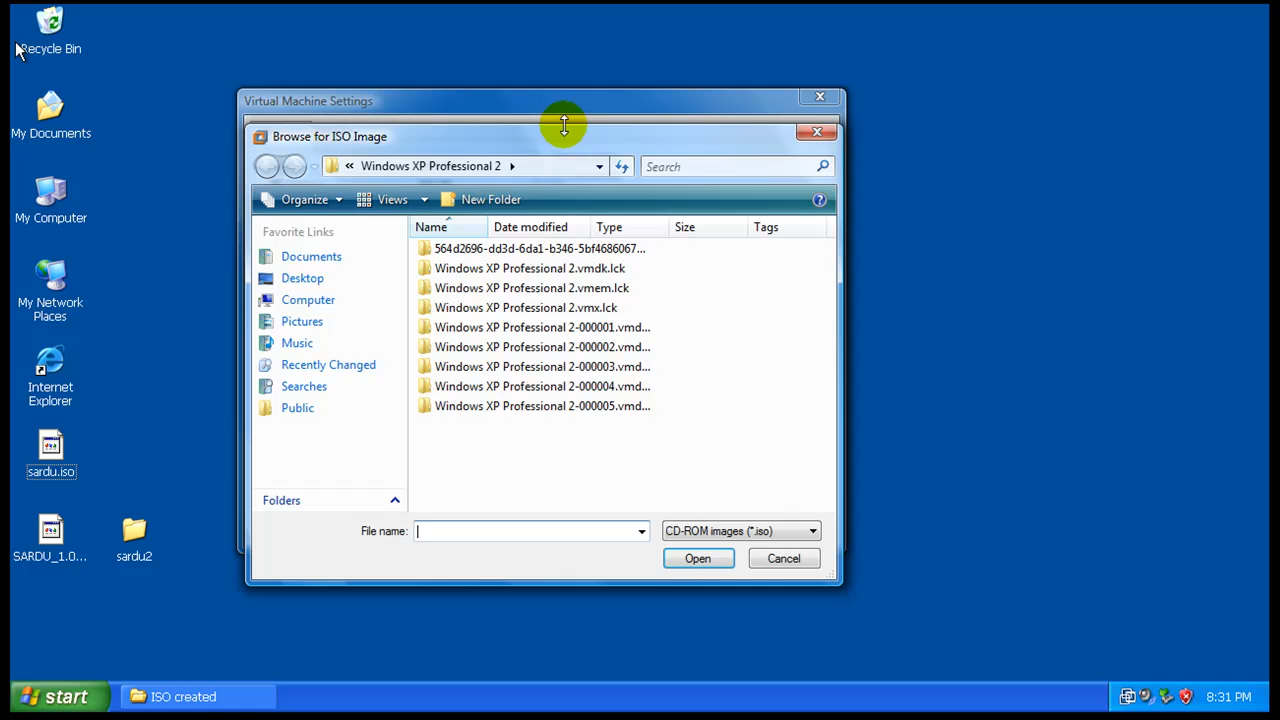 Recycle Bin
My Documents
My Computer
My Network
Places
Internet
Explorer
sardu.iso
SARDU_1.0...
sardu2
Virtual Machine Settings
Browse for ISO Image
« Windows XP Professional 2
Search
Organize
Views
New Folder
Name
Date modified
Type
Size
Tags
Favorite Links
Documents
Desktop
Computer
Pictures
Music
Recently Changed
Searches
Public
Folders
564d2696-dd3d-6da1-b346-5bf4686067...
Windows XP Professional 2.vmdk.lck
Windows XP Professional 2.vmem.lck
Windows XP Professional 2.vmx.lck
Windows XP Professional 2-000001.vmd...
Windows XP Professional 2-000002.vmd...
Windows XP Professional 2-000003.vmd...
Windows XP Professional 2-000004.vmd...
Windows XP Professional 2-000005.vmd...
File name:
CD-ROM images (*.iso)
Open
Cancel
start
ISO created
8:31 PM